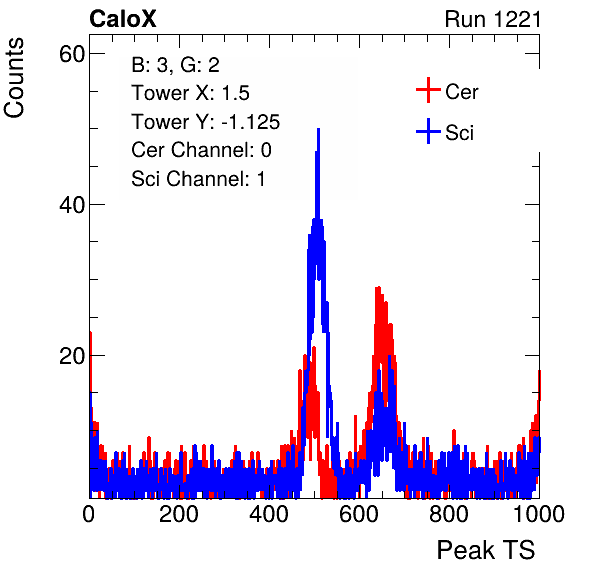 CaloX Run 1221
Counts
B: 3, G: 2
Tower X: 1.5
Tower Y: -1.125
Cer Channel: 0
Sci Channel: 1
Cer
Sci
60
40
20
0 200 400 600 800 1000
Peak TS